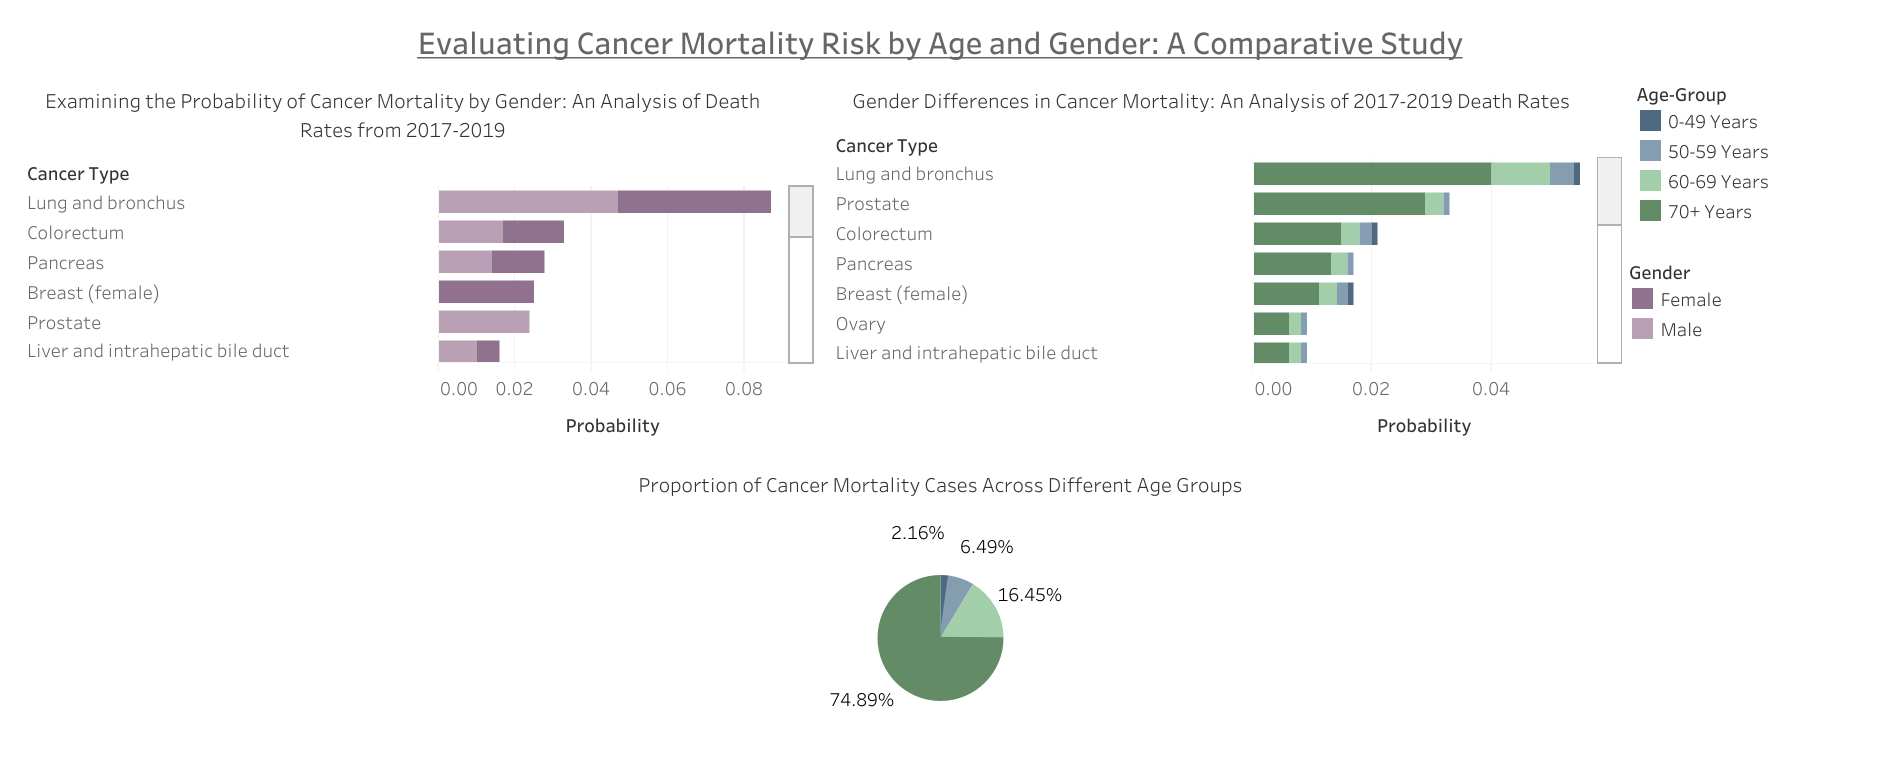 Evaluating Cancer Mortality Risk by Age and Gender: A Comparative Study
Examining the Probability of Cancer Mortality by Gender: An Analysis of Death
Rates from 2017-2019
Cancer Type
Lung and bronchus
Colorectum
Pancreas
Breast (female)
Prostate
Liver and intrahepatic bile duct
0.00 0.02 0.04 0.06 0.08
Probability
Gender Differences in Cancer Mortality: An Analysis of 2017-2019 Death Rates
Cancer Type
Lung and bronchus
Prostate
Colorectum
Pancreas
Breast (female)
Ovary
Liver and intrahepatic bile duct
0.00 0.02 0.04
Probability
Age-Group
0-49 Years
50-59 Years
60-69 Years
70+ Years
Gender
Female
Male
Proportion of Cancer Mortality Cases Across Different Age Groups
2.16%
6.49%
16.45%
74.89%